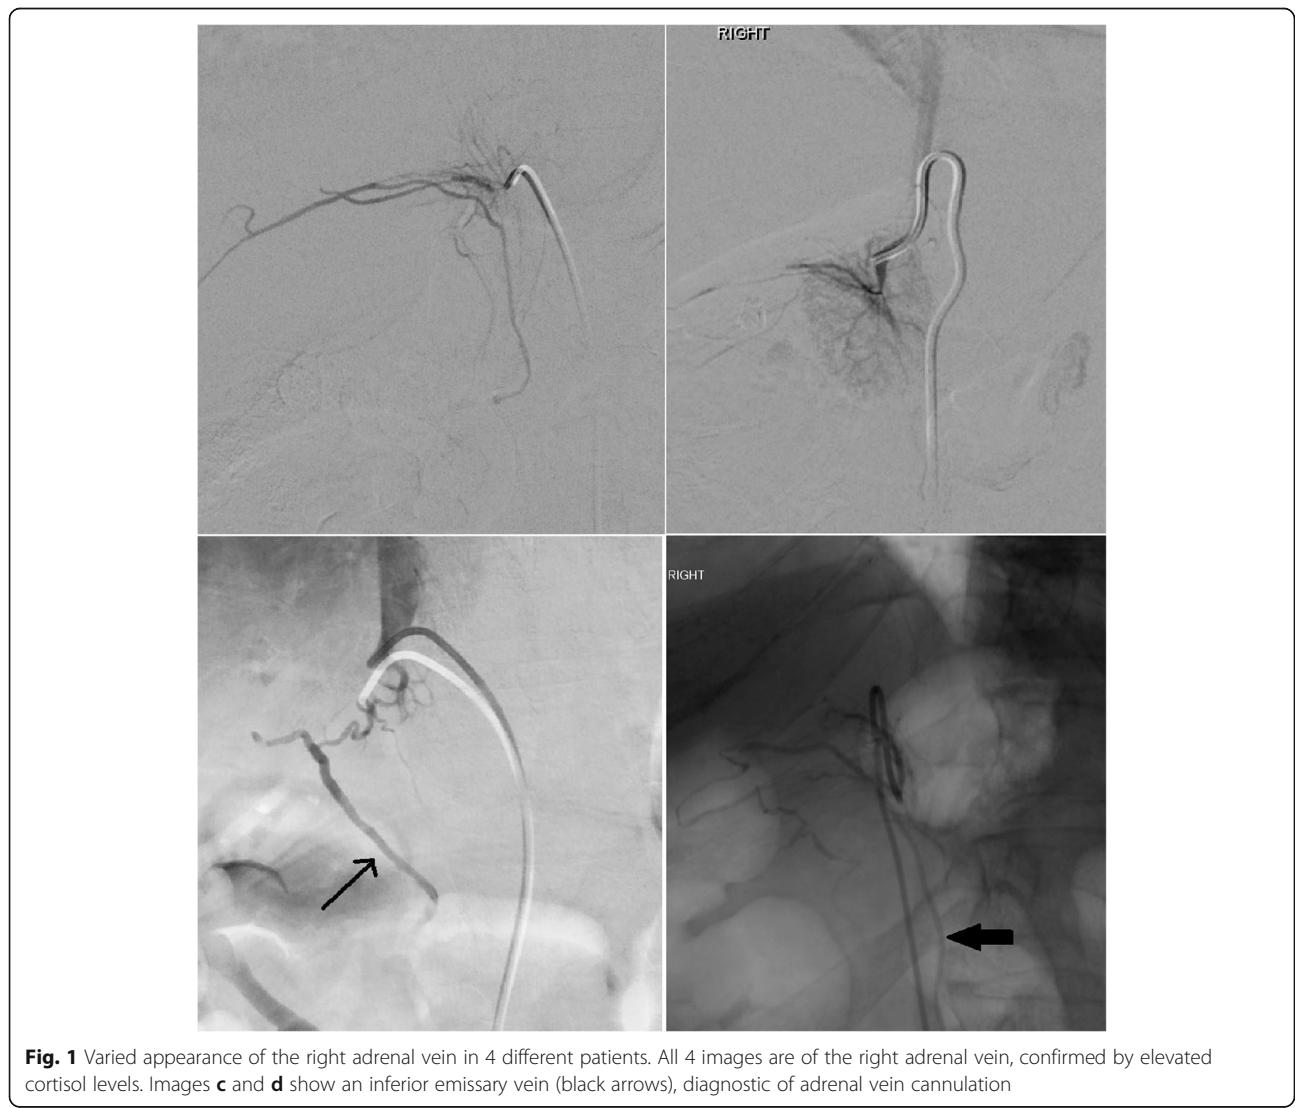 RIGHT
RIGHT
Fig. 1 Varied appearance of the right adrenal vein in 4 different patients. All 4 images are of the right adrenal vein, confirmed by elevated
cortisol levels. Images c and d show an inferior emissary vein (black arrows), diagnostic of adrenal vein cannulation